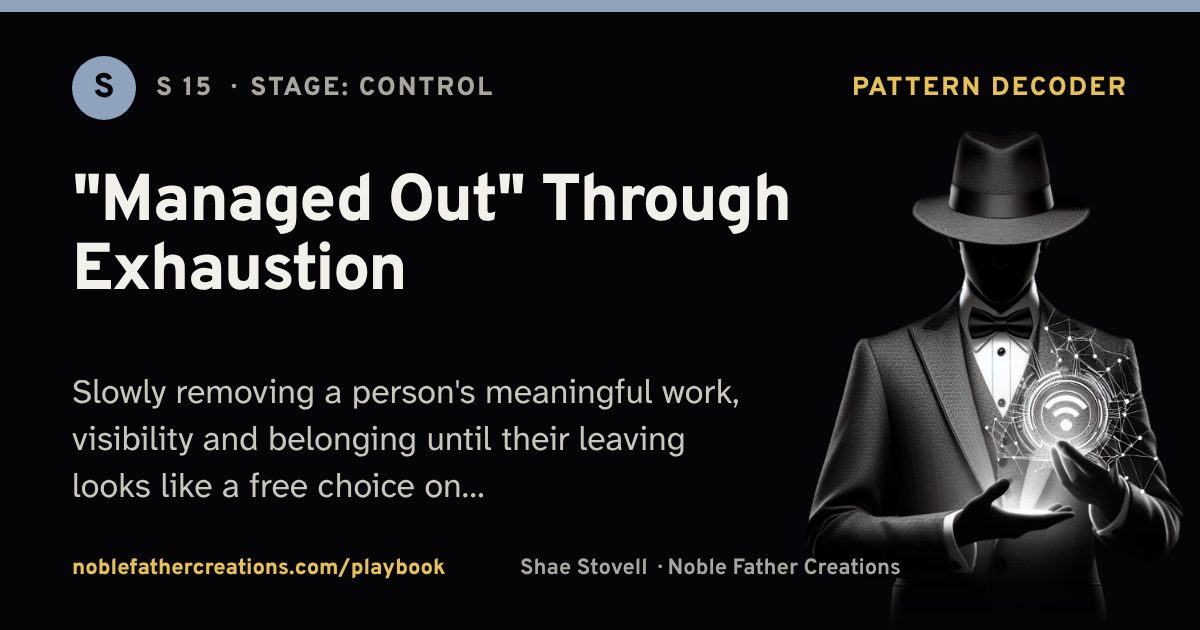 S
S 15 · STAGE: CONTROL
PATTERN DECODER
"Managed Out" Through
Exhaustion
Slowly removing a person's meaningful work,
visibility and belonging until their leaving
looks like a free choice on...
noblefathercreations.com/playbook
Shae Stovell · Noble Father Creations